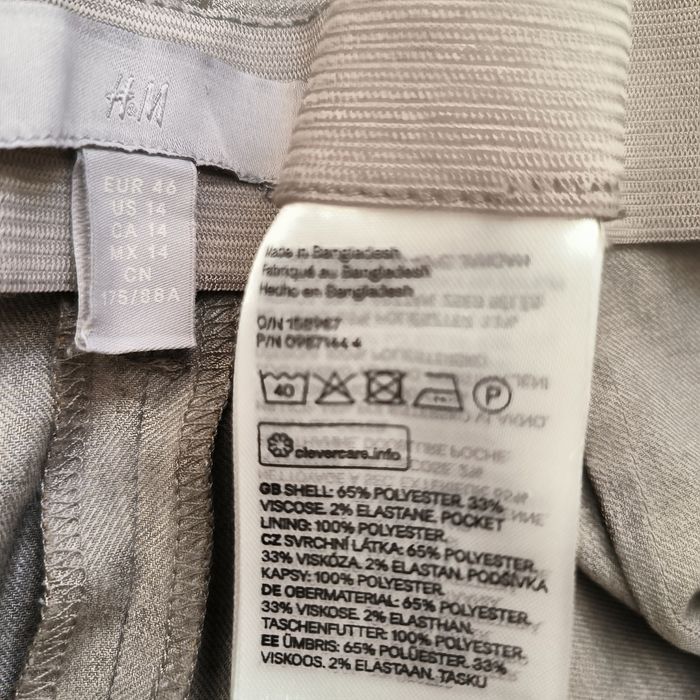 H&M
EUR 46
US 14
CA 14
MX 14
CN
175/88A
Made in Bangladesh
Fabriqué au Bangladesh
Hecho en Bangladesh
O/N 158967
P/N 0987144 4
40
P
clevercare.info
GB SHELL: 65% POLYESTER. 33%
VISCOSE. 2% ELASTANE. POCKET
LINING: 100% POLYESTER.
CZ SVRCHNÍ LÁTKA: 65% POLYESTER.
33% VISKÓZA. 2% ELASTAN. PODŠÍVKA
KAPSY: 100% POLYESTER.
DE OBERMATERIAL: 65% POLYESTER.
33% VISKOSE. 2% ELASTHAN.
TASCHENFUTTER: 100% POLYESTER.
EE ÜMBRIS: 65% POLÜESTER. 33%
VISKOOS. 2% ELASTAAN. TASKU